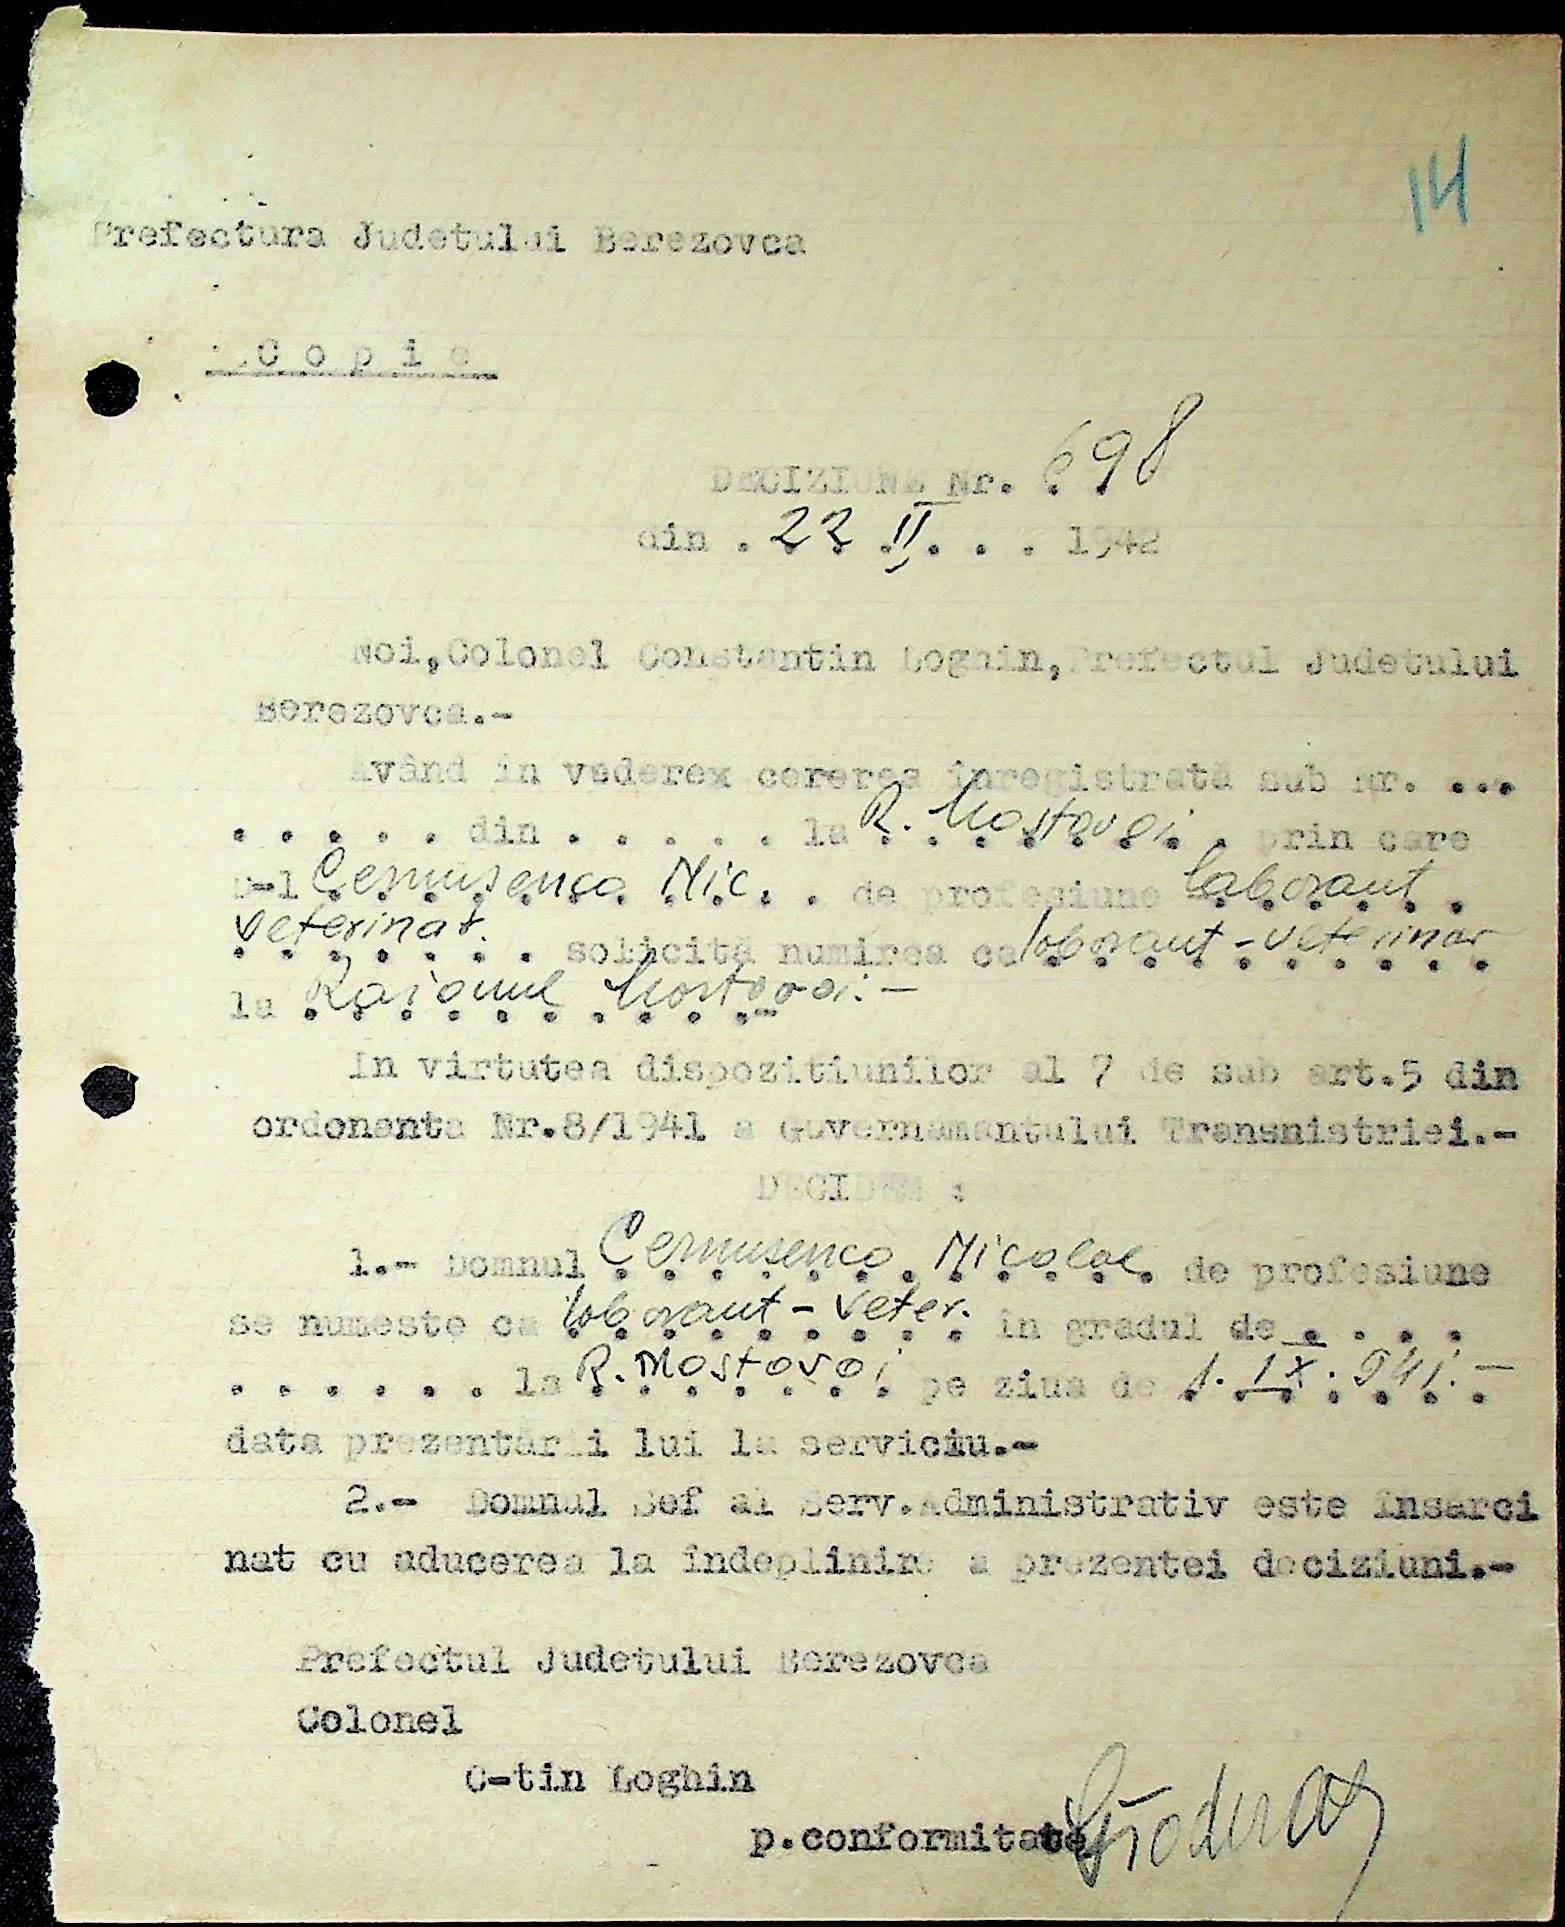 14
Prefectura Judetului Berezovca
C o p i e
DECIZIUNE Nr. 698
din . 22 II . . . 1942
Noi,Colonel Constantin Loghin,Prefectul Judetului
Berezovca.-
Având in vederex cererea înregistrată sub nr. ...
. . . . . din . . . . . la R. Mostovoi . prin care
D-l Cernusenco Nic. . de profesiune laborant .
veterinar. . solicită numirea ca laborant-veterinar
la Raionul Mostovoi.-
In virtutea dispozitiunilor al 7 de sub art.5 din
ordonanta Nr.8/1941 a Guvernamantului Transnistriei.-
DECIDEM :
1.- Domnul Cernusenco Nicolae. de profesiune
se numeste ca laborant-veter. in gradul de - . . .
. . . . . . la R. Mostovoi pe ziua de 1.IX.941.-
data prezentarii lui la serviciu.-
2.- Domnul Sef al Serv.Administrativ este însarci
nat cu aducerea la îndeplinire a prezentei deciziuni.-
Prefectul Judetului Berezovca
Colonel
C-tin Loghin
p.conformitate